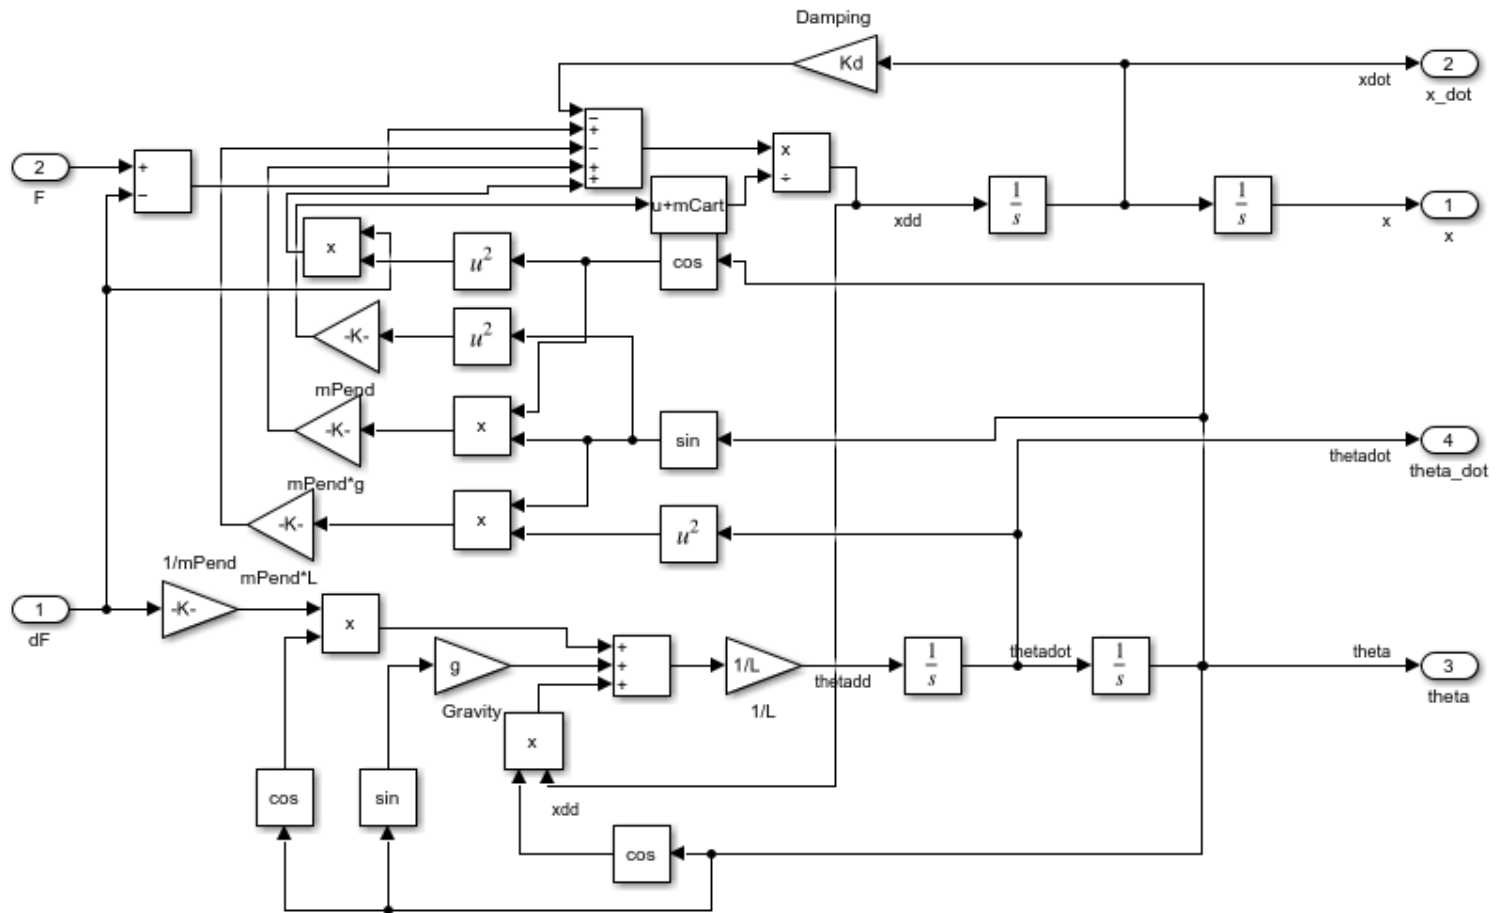 Damping
Kd
xdot
2
x_dot
−
+
−
+
+
x
÷
2
F
+
−
u+mCart
xdd
1
s
1
s
x
1
x
x
u²
cos
-K-
u²
mPend
-K-
x
sin
thetadot
4
theta_dot
mPend*g
-K-
x
u²
1/mPend
mPend*L
1
dF
-K-
x
+
+
+
g
Gravity
1/L
1/L
thetadd
1
s
thetadot
1
s
theta
3
theta
x
cos
sin
xdd
cos